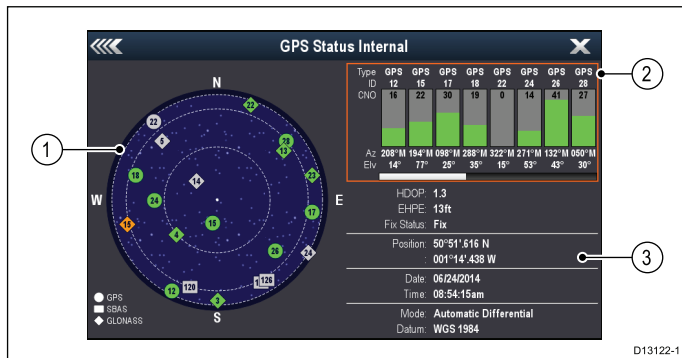 GPS Status Internal
N
W
E
S
22
22
5
28
13
18
14
23
24
17
15
15
4
26
24
12
120
126
3
GPS
SBAS
GLONASS
Type GPS GPS GPS GPS GPS GPS GPS GPS
ID 12 15 17 18 22 24 26 28
CNO 16 22 30 19 0 14 41 27
Az 208°M 194°M 098°M 288°M 322°M 271°M 132°M 050°M
Elv 14° 77° 25° 35° 15° 53° 43° 30°
HDOP: 1.3
EHPE: 13ft
Fix Status: Fix
Position: 50°51'.616 N
: 001°14'.438 W
Date: 06/24/2014
Time: 08:54:15am
Mode: Automatic Differential
Datum: WGS 1984
1
2
3
D13122-1